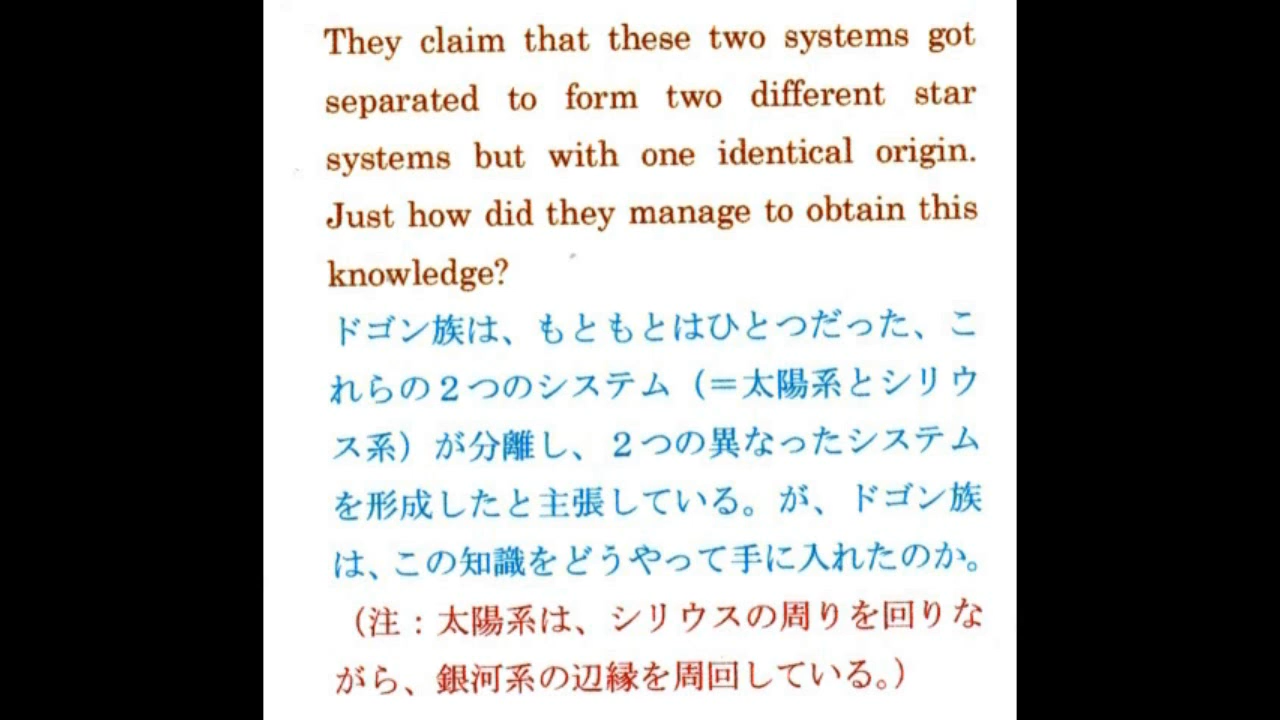 They claim that these two systems got
separated to form two different star
systems but with one identical origin.
Just how did they manage to obtain this
knowledge?
ドゴン族は、もともとはひとつだった、こ
れらの２つのシステム（＝太陽系とシリウ
ス系）が分離し、２つの異なったシステム
を形成したと主張している。が、ドゴン族
は、この知識をどうやって手に入れたのか。
（注：太陽系は、シリウスの周りを回りな
がら、銀河系の辺縁を周回している。）